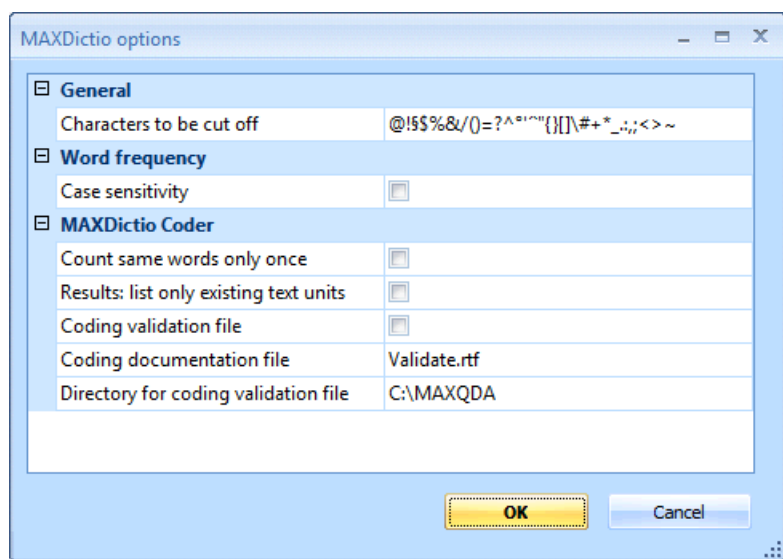 MAXDictio options
General
Characters to be cut off @!§$%&/()=?^°'`"{}[]\#+*_.:,;<>~
Word frequency
Case sensitivity
MAXDictio Coder
Count same words only once
Results: list only existing text units
Coding validation file
Coding documentation file Validate.rtf
Directory for coding validation file C:\MAXQDA
OK Cancel